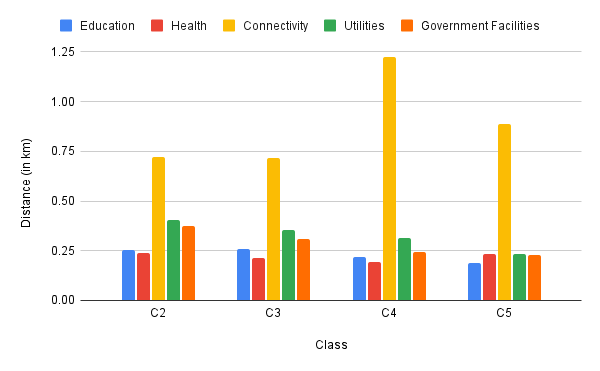 Education Health Connectivity Utilities Government Facilities
1.25
1.00
0.75
0.50
0.25
0.00
Distance (in km)
C2 C3 C4 C5
Class